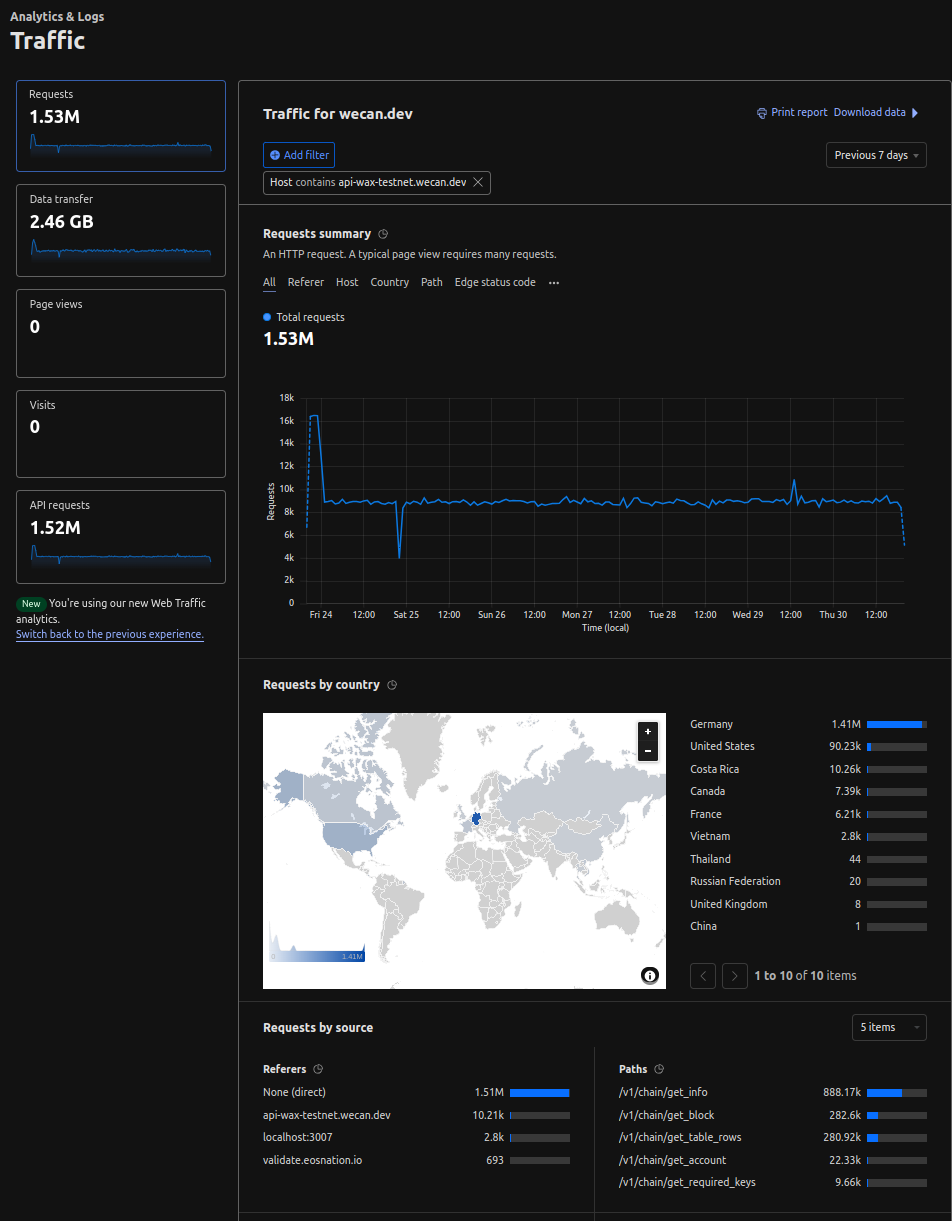 Analytics & Logs
Traffic
Requests
1.53M
Data transfer
2.46 GB
Page views
0
Visits
0
API requests
1.52M
New You're using our new Web Traffic
analytics.
Switch back to the previous experience.
Traffic for wecan.dev
Print report Download data
Add filter
Previous 7 days
Host contains api-wax-testnet.wecan.dev
Requests summary
An HTTP request. A typical page view requires many requests.
All Referer Host Country Path Edge status code ...
Total requests
1.53M
18k
16k
14k
12k
10k
8k
6k
4k
2k
0
Requests
Fri 24 12:00 Sat 25 12:00 Sun 26 12:00 Mon 27 12:00 Tue 28 12:00 Wed 29 12:00 Thu 30 12:00
Time (local)
Requests by country
+
−
0 1.41M
Germany 1.41M
United States 90.23k
Costa Rica 10.26k
Canada 7.39k
France 6.21k
Vietnam 2.8k
Thailand 44
Russian Federation 20
United Kingdom 8
China 1
1 to 10 of 10 items
Requests by source
5 items
Referers
None (direct) 1.51M
api-wax-testnet.wecan.dev 10.21k
localhost:3007 2.8k
validate.eosnation.io 693
Paths
/v1/chain/get_info 888.17k
/v1/chain/get_block 282.6k
/v1/chain/get_table_rows 280.92k
/v1/chain/get_account 22.33k
/v1/chain/get_required_keys 9.66k